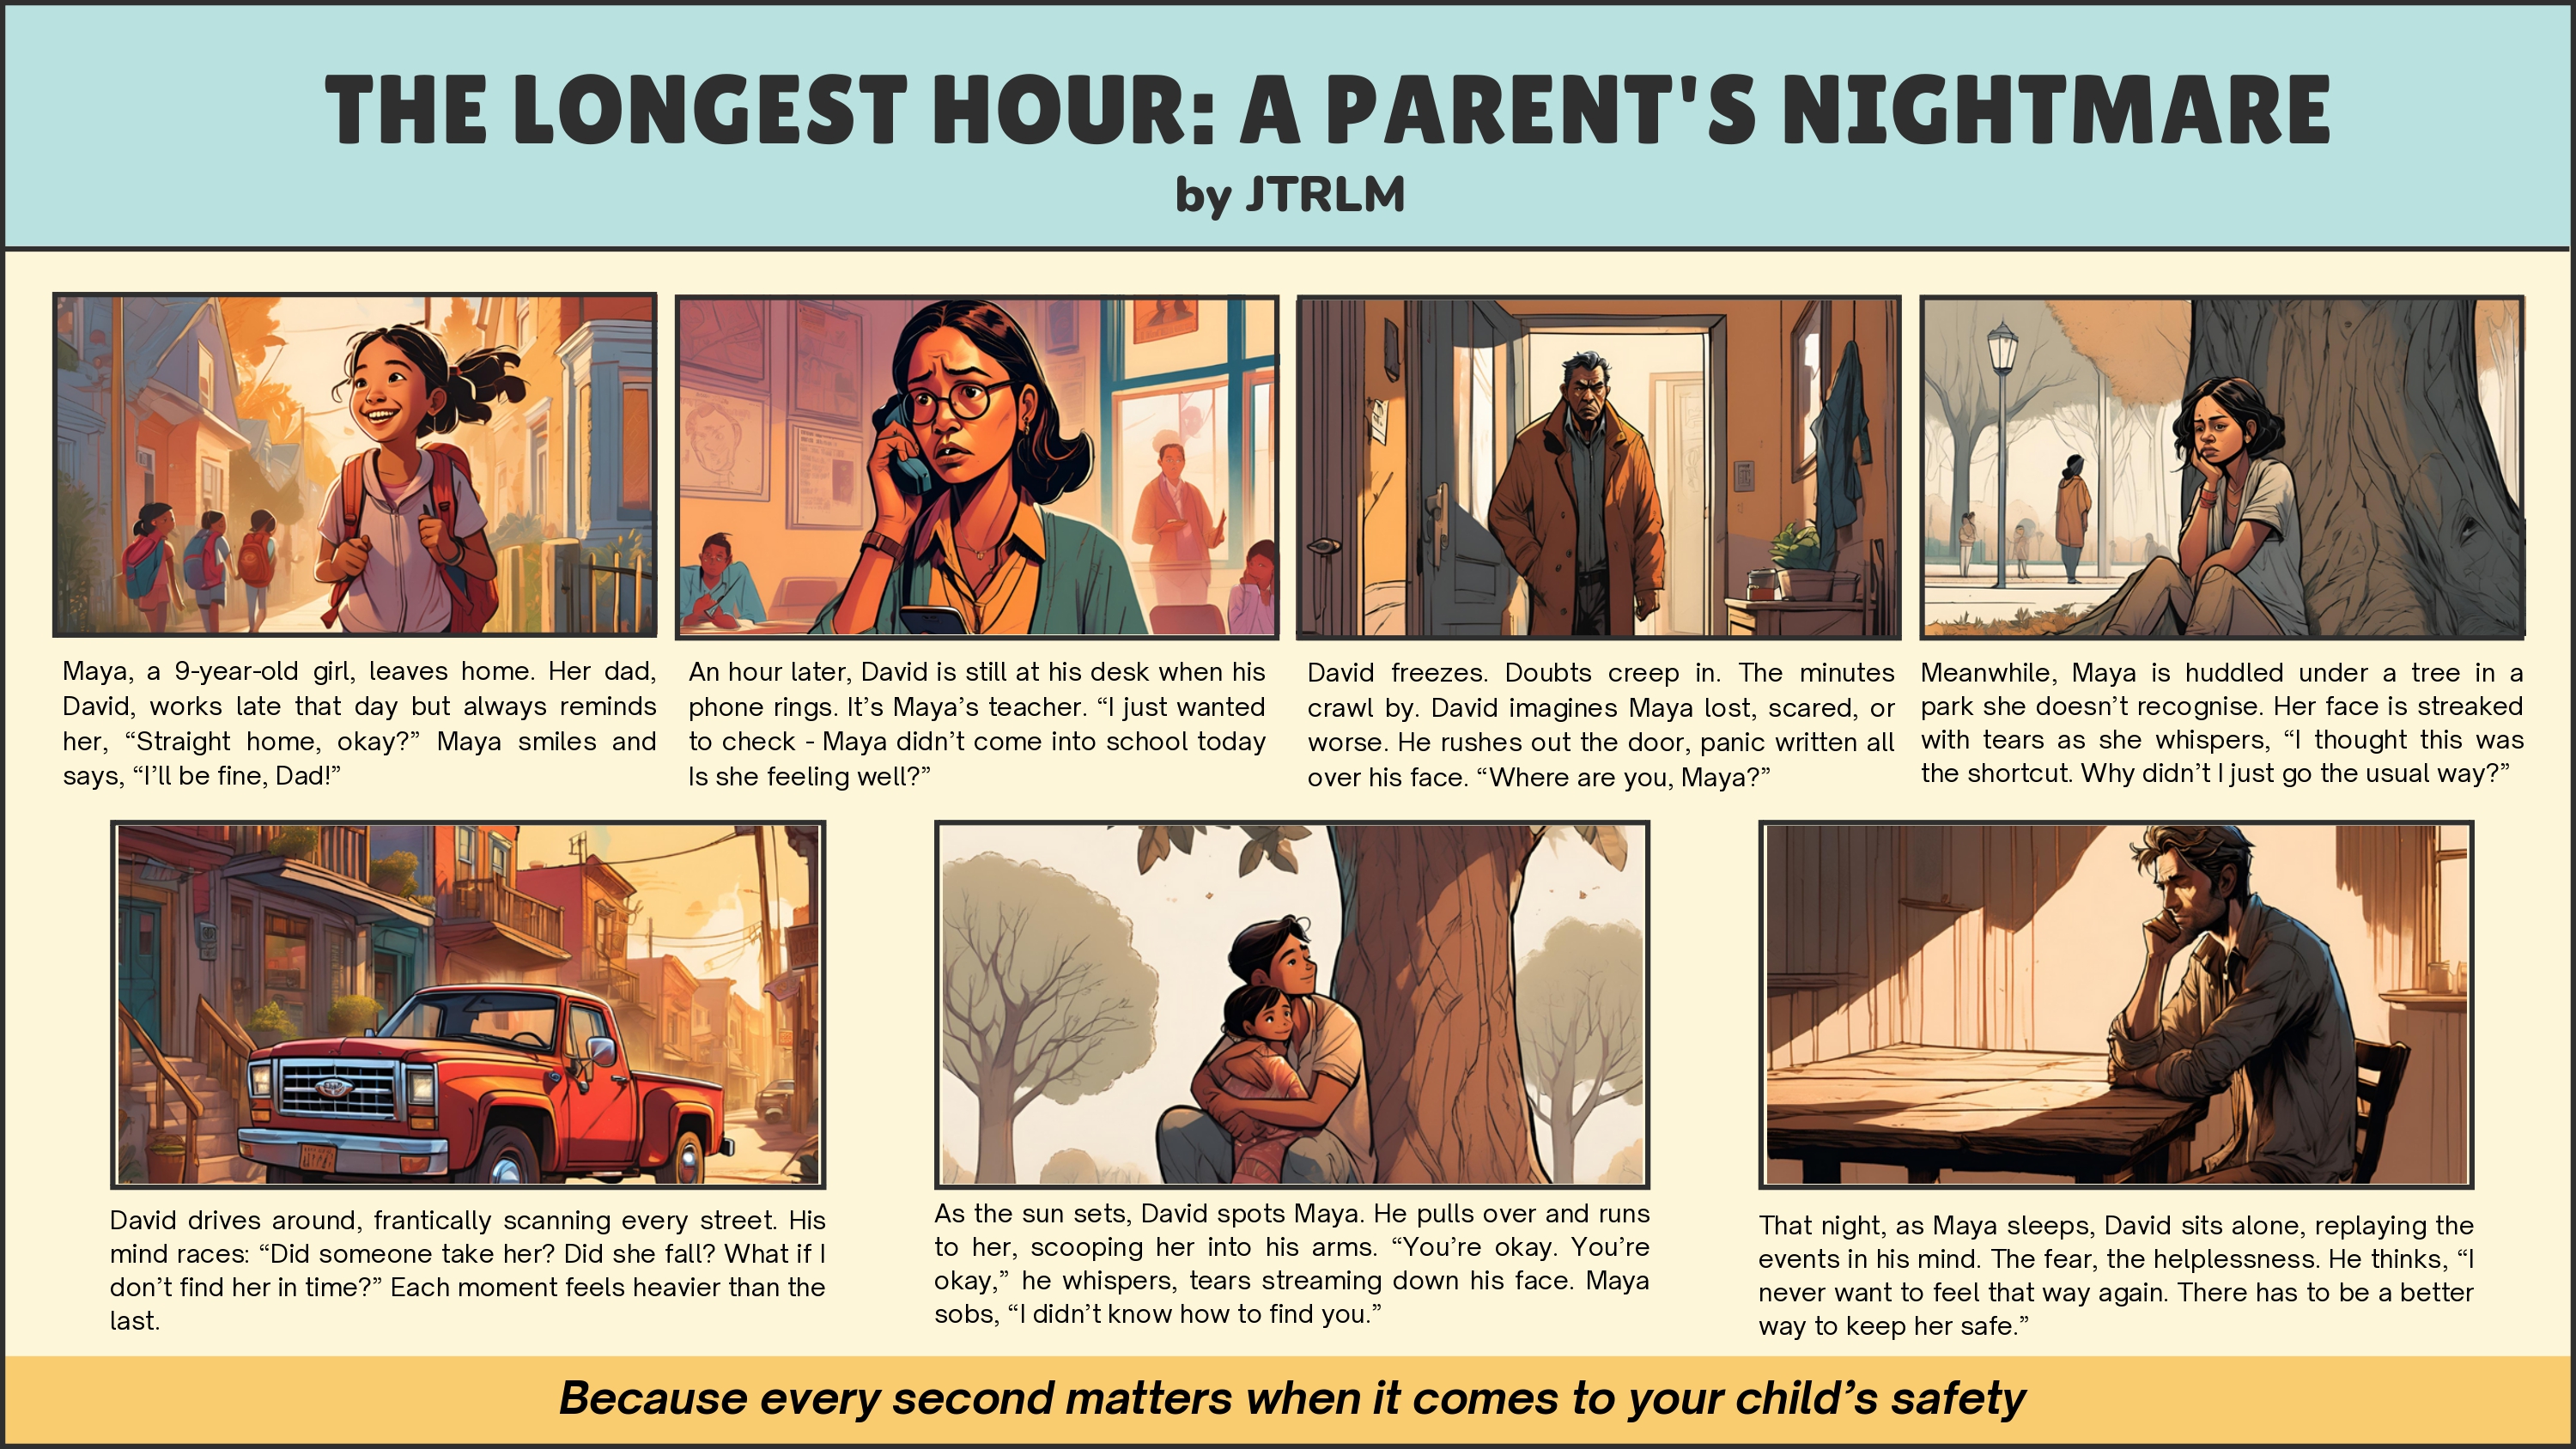 THE LONGEST HOUR: A PARENT'S NIGHTMARE
by JTRLM
Maya, a 9-year-old girl, leaves home. Her dad,
David, works late that day but always reminds
her, “Straight home, okay?” Maya smiles and
says, “I’ll be fine, Dad!”
An hour later, David is still at his desk when his
phone rings. It’s Maya’s teacher. “I just wanted
to check - Maya didn’t come into school today
Is she feeling well?”
David freezes. Doubts creep in. The minutes
crawl by. David imagines Maya lost, scared, or
worse. He rushes out the door, panic written all
over his face. “Where are you, Maya?”
Meanwhile, Maya is huddled under a tree in a
park she doesn’t recognise. Her face is streaked
with tears as she whispers, “I thought this was
the shortcut. Why didn’t I just go the usual way?”
David drives around, frantically scanning every street. His
mind races: “Did someone take her? Did she fall? What if I
don’t find her in time?” Each moment feels heavier than the
last.
As the sun sets, David spots Maya. He pulls over and runs
to her, scooping her into his arms. “You’re okay. You’re
okay,” he whispers, tears streaming down his face. Maya
sobs, “I didn’t know how to find you.”
That night, as Maya sleeps, David sits alone, replaying the
events in his mind. The fear, the helplessness. He thinks, “I
never want to feel that way again. There has to be a better
way to keep her safe.”
Because every second matters when it comes to your child’s safety